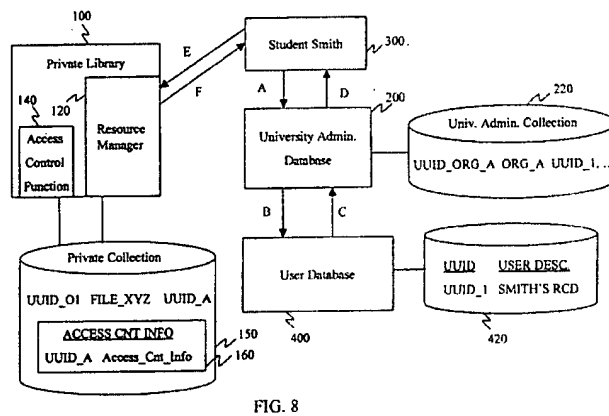 100
Private Library
140
120
Access
Control
Function
Resource
Manager
E
F
Student Smith
300
A
D
200
University Admin.
Database
220
Univ. Admin. Collection
UUID_ORG_A ORG_A UUID_1, ..
B
C
User Database
400
UUID USER DESC.
UUID_1 SMITH'S RCD
420
Private Collection
UUID_O1 FILE_XYZ UUID_A
ACCESS CNT INFO
UUID_A Access_Cnt_Info
150
160
FIG. 8